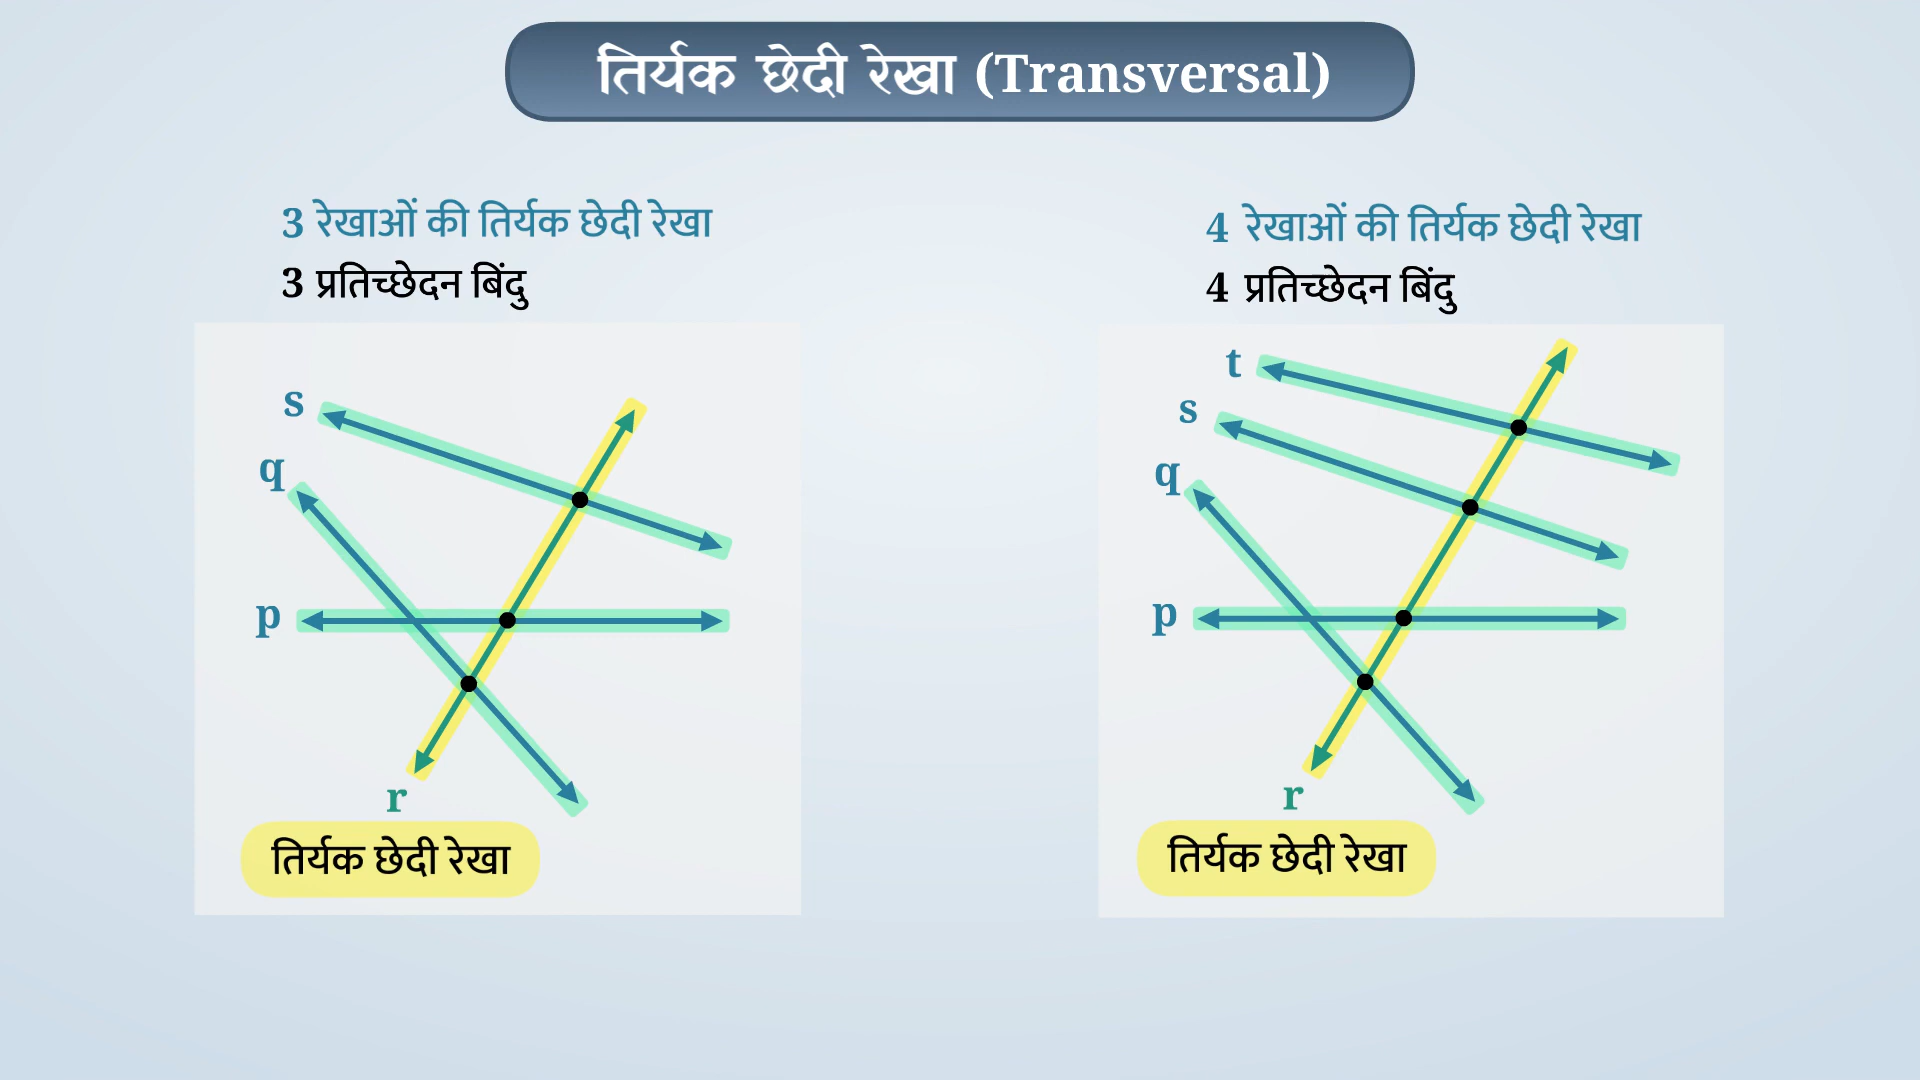 तिर्यक छेदी रेखा (Transversal)
3 रेखाओं की तिर्यक छेदी रेखा
3 प्रतिच्छेदन बिंदु
s
q
p
r
तिर्यक छेदी रेखा
4 रेखाओं की तिर्यक छेदी रेखा
4 प्रतिच्छेदन बिंदु
t
s
q
p
r
तिर्यक छेदी रेखा